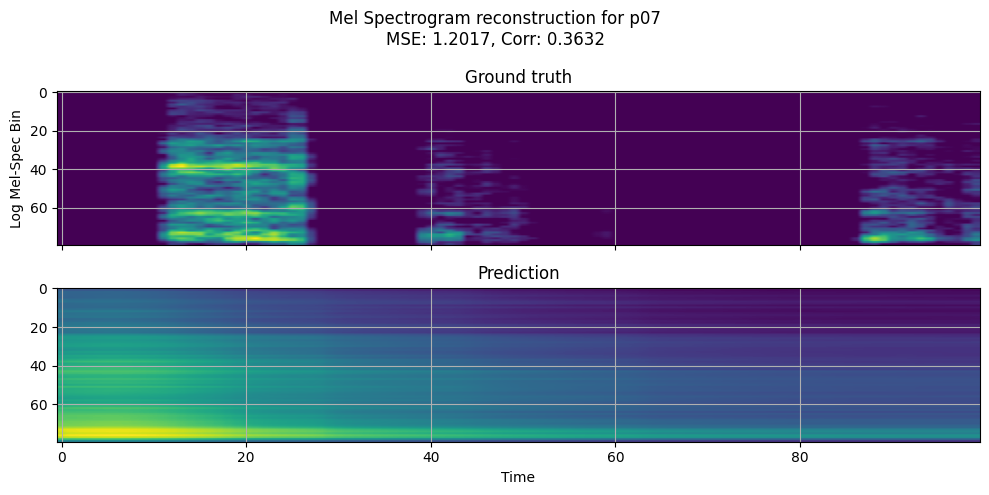 Mel Spectrogram reconstruction for p07
MSE: 1.2017, Corr: 0.3632
Ground truth
Log Mel-Spec Bin
0
20
40
60
Prediction
0
20
40
60
0 20 40 60 80
Time